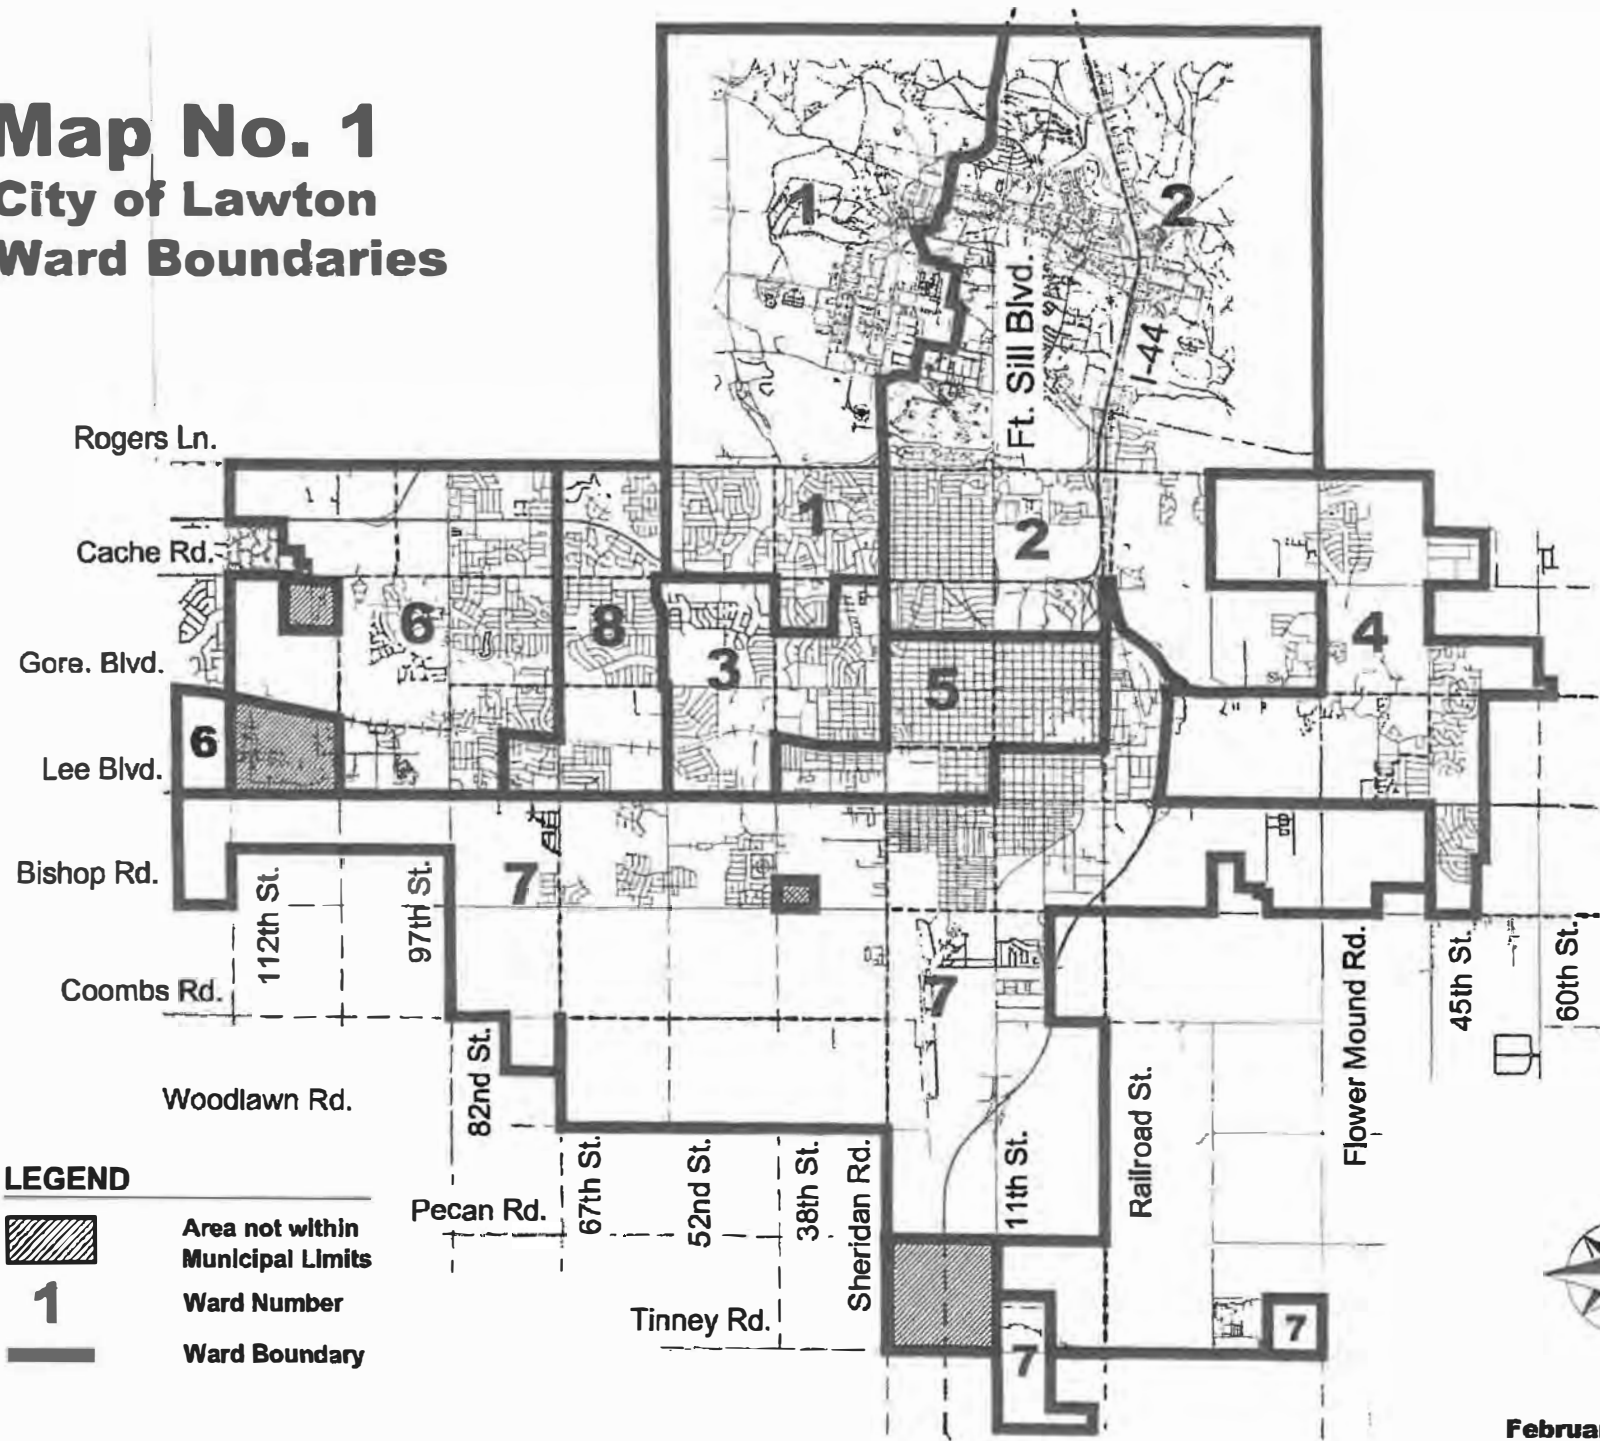 Map No. 1
City of Lawton
Ward Boundaries
1
2
Ft. Sill Blvd.
I-44
Rogers Ln.
1
2
Cache Rd.
6
8
3
4
5
Gore. Blvd.
6
Lee Blvd.
Bishop Rd.
7
112th St.
97th St.
7
Coombs Rd.
Flower Mound Rd.
45th St.
60th St.
Woodlawn Rd.
82nd St.
Railroad St.
LEGEND
Area not within
Municipal Limits
1
Ward Number
Ward Boundary
Pecan Rd.
67th St.
52nd St.
38th St.
Sheridan Rd.
11th St.
Tinney Rd.
7
7
Februar